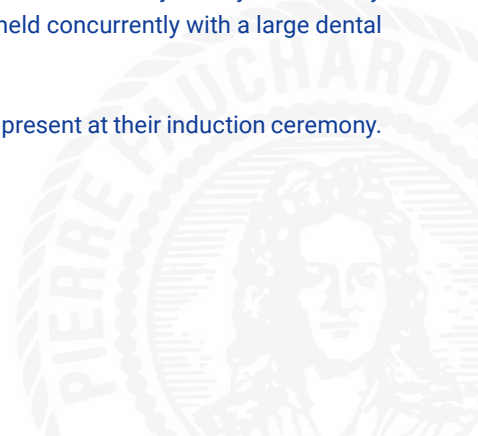 held concurrently with a large dental
present at their induction ceremony.
PIERRE FAUCHARD